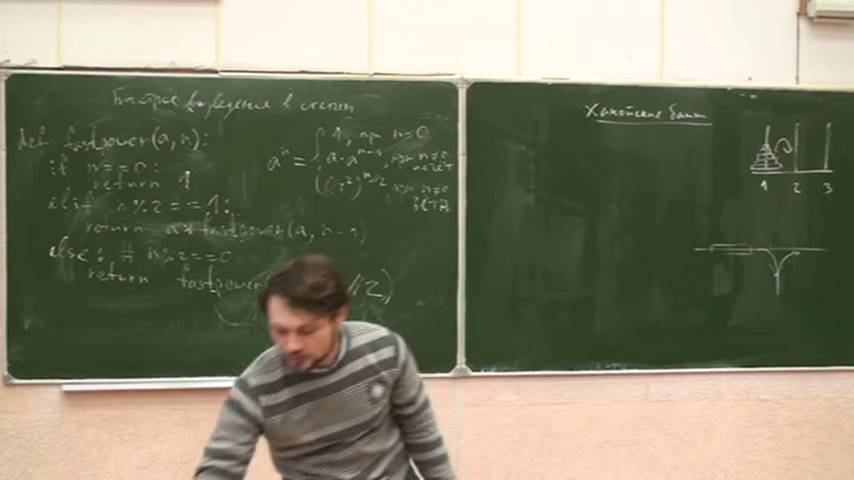 Быстрое возведение в степень
def fastpower(a, n):
if n == 0:
return 1
elif n%2 == 1:
return a*fastpower(a, n-1)
else: # n%2 == 0
return fastpower /2)
aⁿ =
1, при n=0
a·aⁿ⁻¹, при n≠0
нечёт
(a²)ⁿᐟ², при n≠0
чётн
Ханойские башни
1 2 3